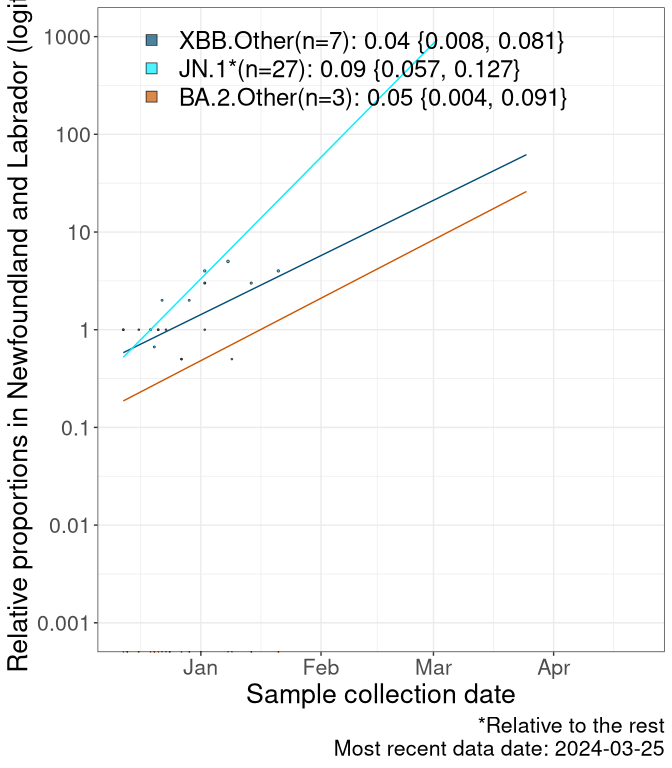 Relative proportions in Newfoundland and Labrador (logit
1000
100
10
1
0.1
0.01
0.001
XBB.Other(n=7): 0.04 {0.008, 0.081}
JN.1*(n=27): 0.09 {0.057, 0.127}
BA.2.Other(n=3): 0.05 {0.004, 0.091}
Jan Feb Mar Apr
Sample collection date
*Relative to the rest
Most recent data date: 2024-03-25